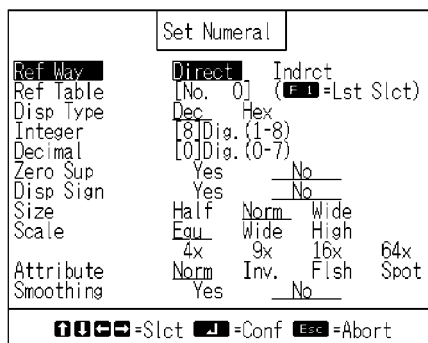 Set Numeral
Ref Way Direct Indrct
Ref Table [No. 0] (F1=Lst Slct)
Disp Type Dec Hex
Integer [8]Dig.(1-8)
Decimal [0]Dig.(0-7)
Zero Sup Yes No
Disp Sign Yes No
Size Half Norm Wide
Scale Equ Wide High
4x 9x 16x 64x
Attribute Norm Inv. Flsh Spot
Smoothing Yes No
↑↓←→=Slct ↵=Conf Esc=Abort